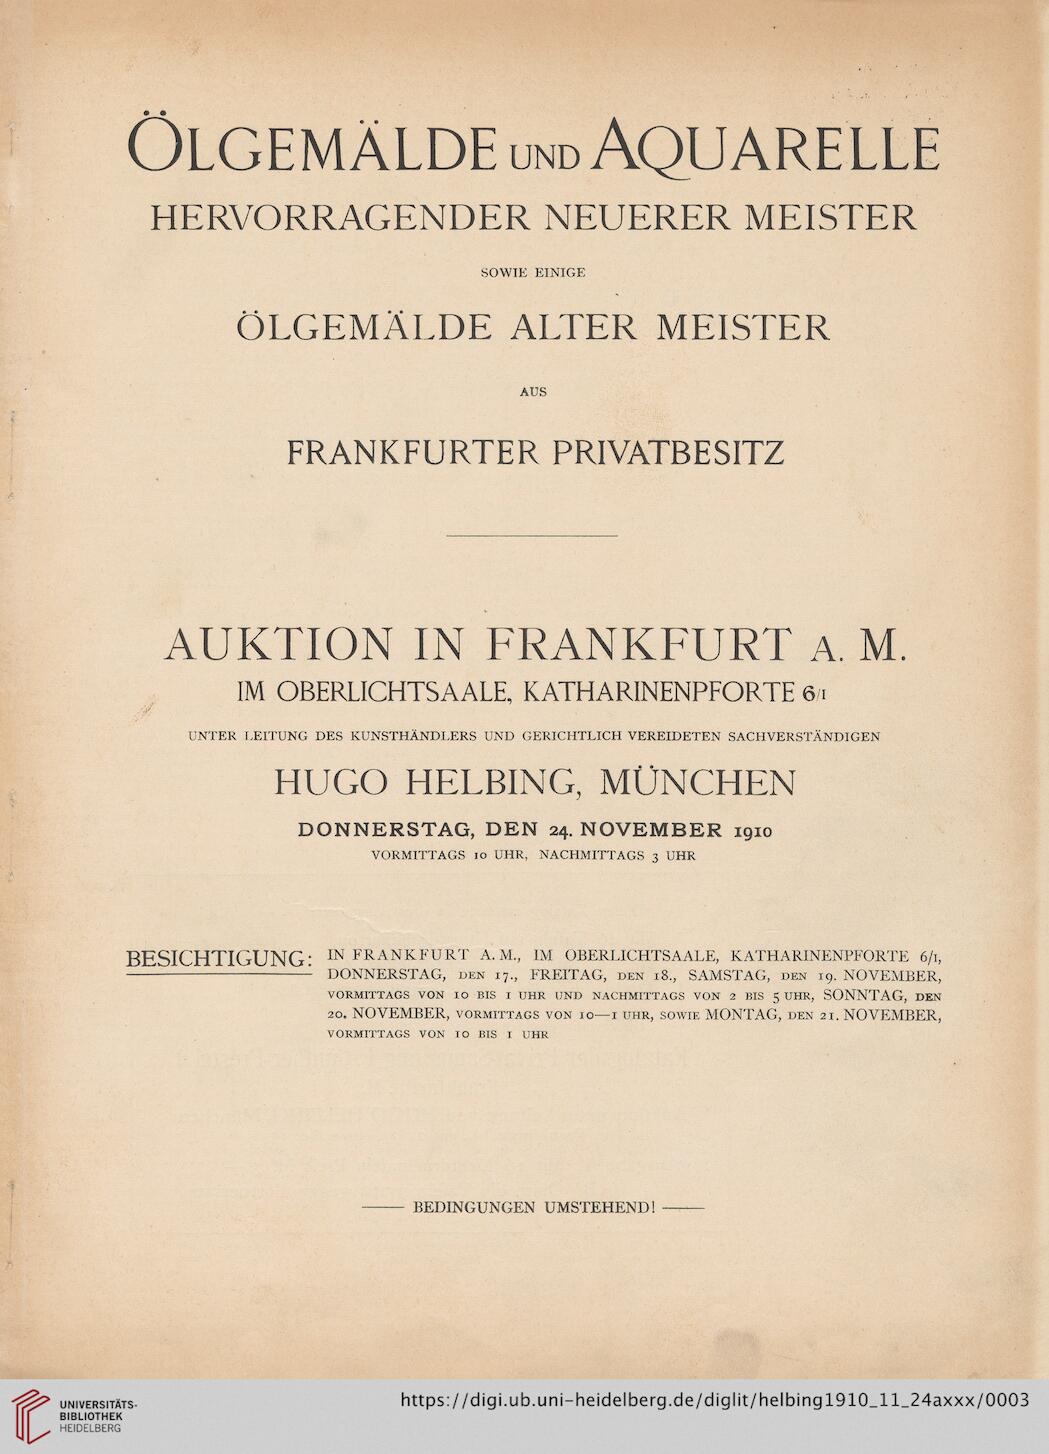 ÖLGEMÄLDE UND AQUARELLE
HERVORRAGENDER NEUERER MEISTER
SOWIE EINIGE
ÖLGEMÄLDE ALTER MEISTER
AUS
FRANKFURTER PRIVATBESITZ
AUKTION IN FRANKFURT A. M.
IM OBERLICHTSAALE, KATHARINENPFORTE 6/1
UNTER LEITUNG DES KUNSTHÄNDLERS UND GERICHTLICH VEREIDETEN SACHVERSTÄNDIGEN
HUGO HELBING, MÜNCHEN
DONNERSTAG, DEN 24. NOVEMBER 1910
VORMITTAGS 10 UHR, NACHMITTAGS 3 UHR
BESICHTIGUNG: IN FRANKFURT A. M., IM OBERLICHTSAALE, KATHARINENPFORTE 6/1,
DONNERSTAG, DEN 17., FREITAG, DEN 18., SAMSTAG, DEN 19. NOVEMBER,
VORMITTAGS VON 10 BIS 1 UHR UND NACHMITTAGS VON 2 BIS 5 UHR, SONNTAG, DEN
20. NOVEMBER, VORMITTAGS VON 10—1 UHR, SOWIE MONTAG, DEN 21. NOVEMBER,
VORMITTAGS VON 10 BIS 1 UHR
—— BEDINGUNGEN UMSTEHEND! ——
UNIVERSITÄTS-
BIBLIOTHEK
HEIDELBERG
https://digi.ub.uni-heidelberg.de/diglit/helbing1910_11_24axxx/0003